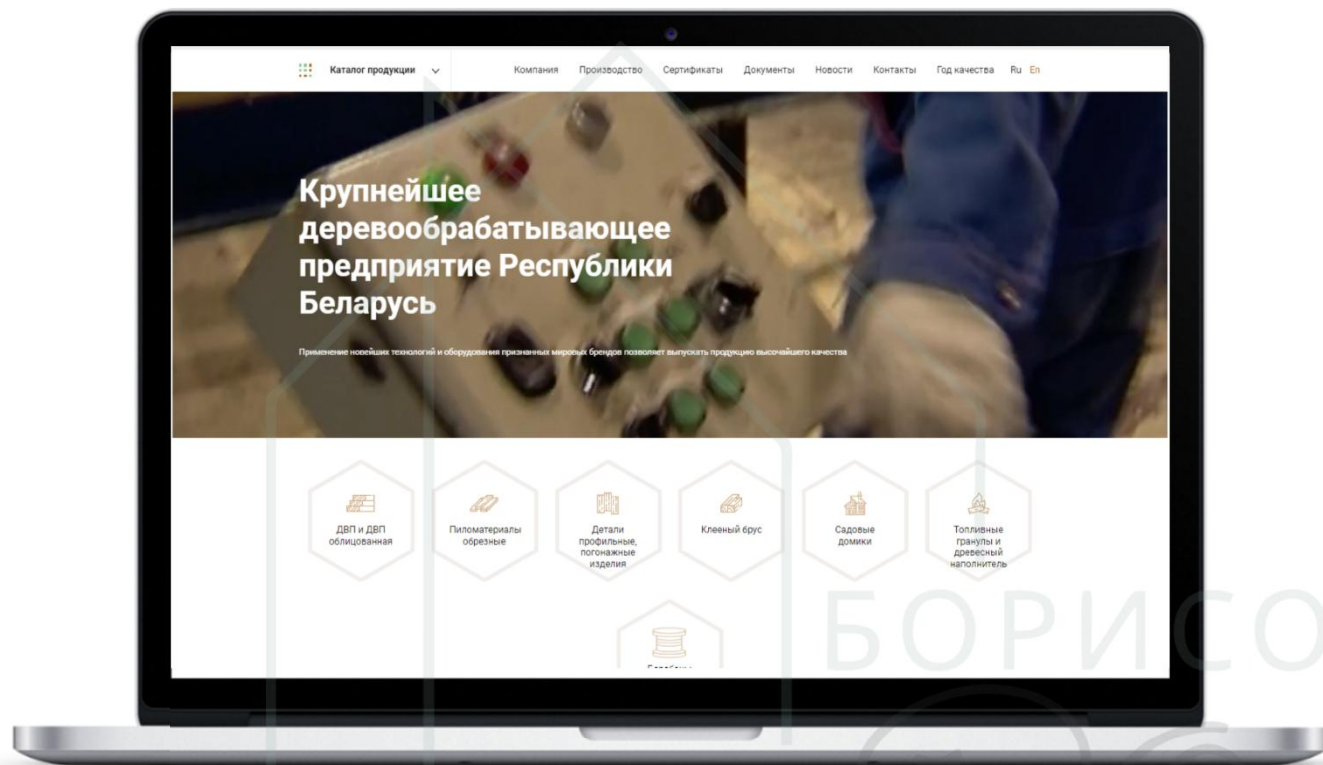 Каталог продукции
Компания Производство Сертификаты Документы Новости Контакты Год качества Ru En
Крупнейшее
деревообрабатывающее
предприятие Республики
Беларусь
Применение новейших технологий и оборудования признанных мировых брендов позволяет выпускать продукцию высочайшего качества
ДВП и ДВП
облицованная
Пиломатериалы
обрезные
Детали
профильные,
погонажные
изделия
Клееный брус
Садовые
домики
Топливные
гранулы и
древесный
наполнитель
БОРИСО